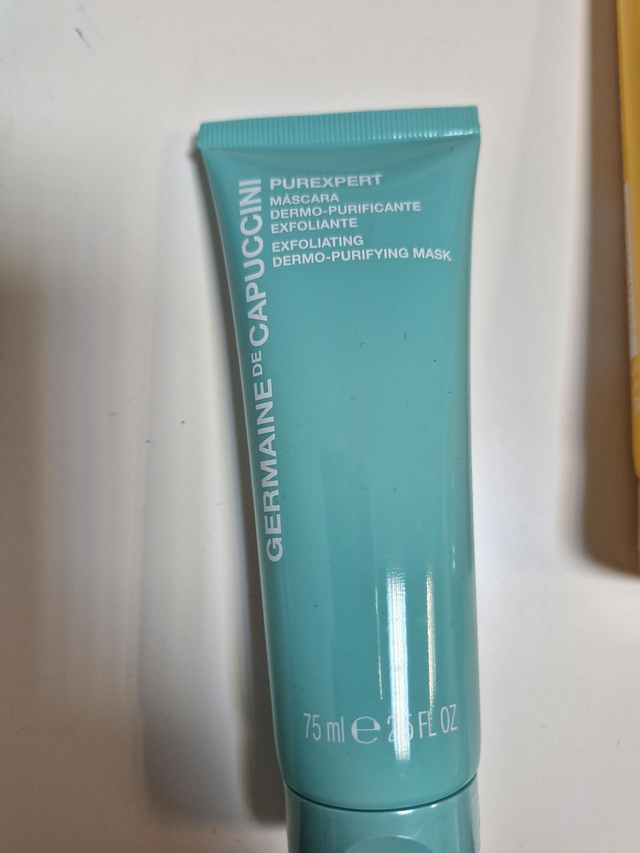 GERMAINE DE CAPUCCINI
PUREXPERT
MÁSCARA
DERMO-PURIFICANTE
EXFOLIANTE
EXFOLIATING
DERMO-PURIFYING MASK
75 ml ℮ 2.5 FL OZ